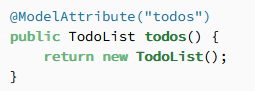 @ModelAttribute("todos")
public TodoList todos() {
    return new TodoList();
}